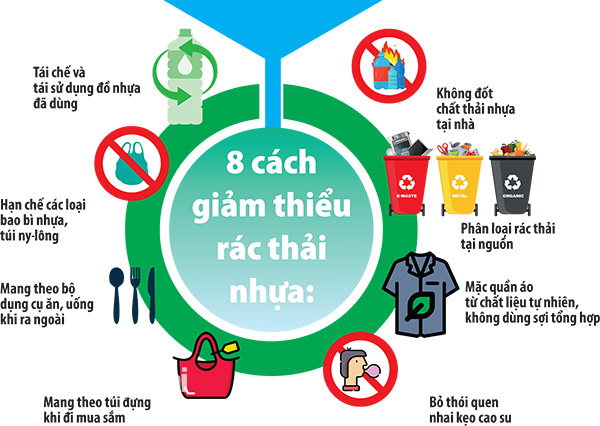 8 cách
giảm thiểu
rác thải
nhựa:
Tái chế và
tái sử dụng đồ nhựa
đã dùng
Không đốt
chất thải nhựa
tại nhà
Hạn chế các loại
bao bì nhựa,
túi ny-lông
E-WASTE
METAL
ORGANIC
Phân loại rác thải
tại nguồn
Mang theo bộ
dụng cụ ăn, uống
khi ra ngoài
Mặc quần áo
từ chất liệu tự nhiên,
không dùng sợi tổng hợp
Mang theo túi đựng
khi đi mua sắm
Bỏ thói quen
nhai kẹo cao su